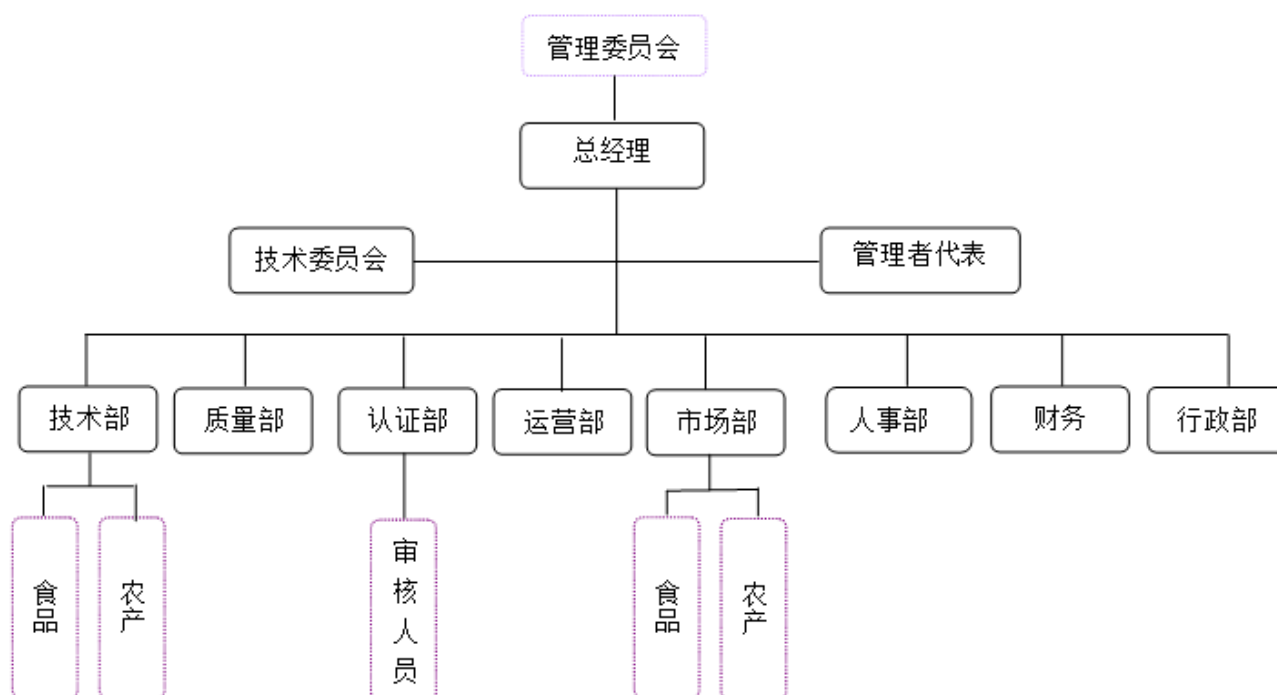 管理委员会
总经理
技术委员会
管理者代表
技术部
质量部
认证部
运营部
市场部
人事部
财务
行政部
食品
农产
审核人员
食品
农产